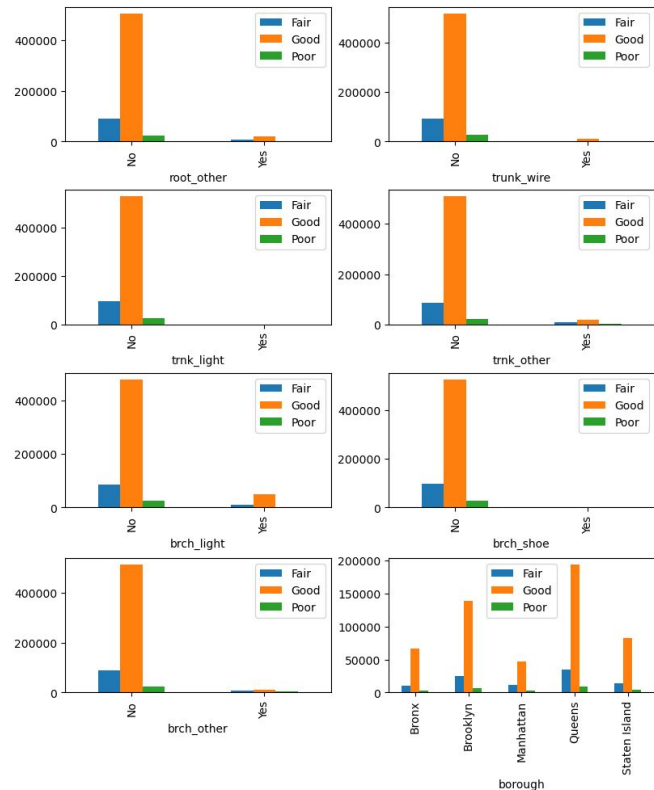 400000
200000
0
Fair
Good
Poor
No
Yes
root_other
400000
200000
0
Fair
Good
Poor
No
Yes
trunk_wire
400000
200000
0
Fair
Good
Poor
No
Yes
trnk_light
400000
200000
0
Fair
Good
Poor
No
Yes
trnk_other
400000
200000
0
Fair
Good
Poor
No
Yes
brch_light
400000
200000
0
Fair
Good
Poor
No
Yes
brch_shoe
400000
200000
0
Fair
Good
Poor
No
Yes
brch_other
200000
150000
100000
50000
0
Fair
Good
Poor
Bronx
Brooklyn
Manhattan
Queens
Staten Island
borough